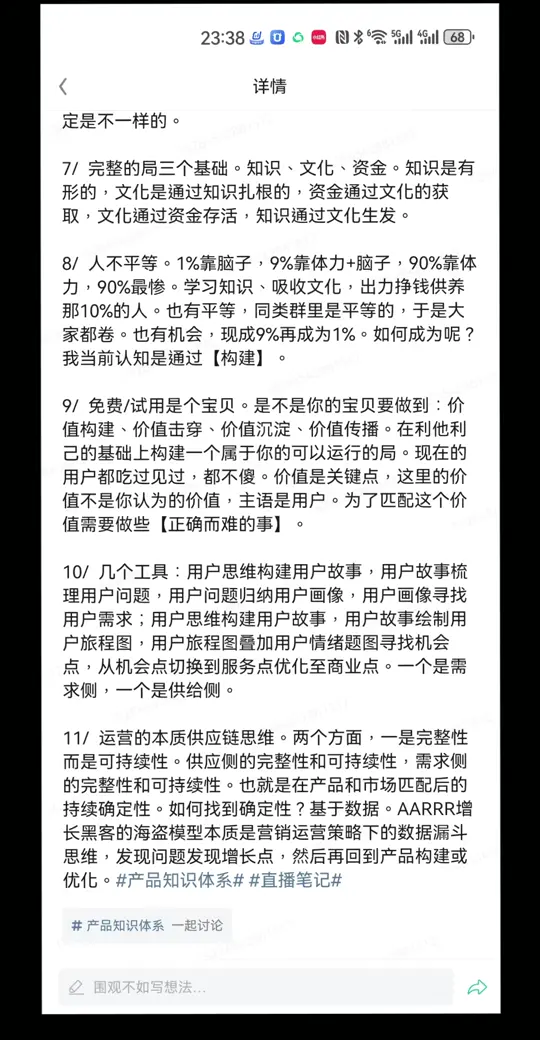 23:38
6
5G
4G
68
详情
定是不一样的。
7/ 完整的局三个基础。知识、文化、资金。知识是有
形的，文化是通过知识扎根的，资金通过文化的获
取，文化通过资金存活，知识通过文化生发。
8/ 人不平等。1%靠脑子，9%靠体力+脑子，90%靠体
力，90%最惨。学习知识、吸收文化，出力挣钱供养
那10%的人。也有平等，同类群里是平等的，于是大
家都卷。也有机会，现成9%再成为1%。如何成为呢？
我当前认知是通过【构建】。
9/ 免费/试用是个宝贝。是不是你的宝贝要做到：价
值构建、价值击穿、价值沉淀、价值传播。在利他利
己的基础上构建一个属于你的可以运行的局。现在的
用户都吃过见过，都不傻。价值是关键点，这里的价
值不是你认为的价值，主语是用户。为了匹配这个价
值需要做些【正确而难的事】。
10/ 几个工具：用户思维构建用户故事，用户故事梳
理用户问题，用户问题归纳用户画像，用户画像寻找
用户需求；用户思维构建用户故事，用户故事绘制用
户旅程图，用户旅程图叠加用户情绪题图寻找机会
点，从机会点切换到服务点优化至商业点。一个是需
求侧，一个是供给侧。
11/ 运营的本质供应链思维。两个方面，一是完整性
而是可持续性。供应侧的完整性和可持续性，需求侧
的完整性和可持续性。也就是在产品和市场匹配后的
持续确定性。如何找到确定性？基于数据。AARRR增
长黑客的海盗模型本质是营销运营策略下的数据漏斗
思维，发现问题发现增长点，然后再回到产品构建或
优化。#产品知识体系# #直播笔记#
# 产品知识体系 一起讨论
围观不如写想法...